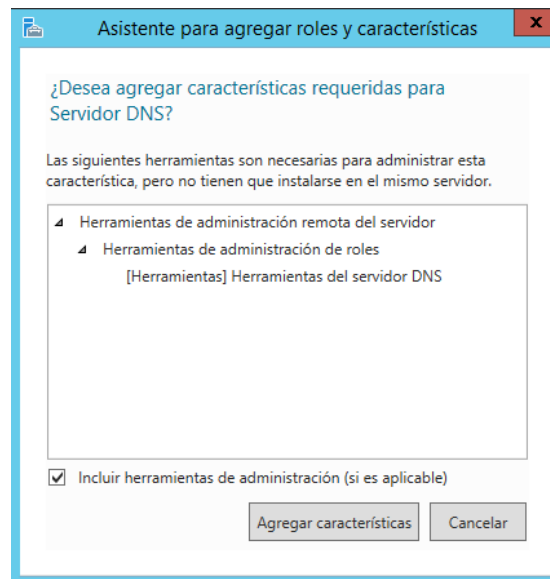 Asistente para agregar roles y características
x
¿Desea agregar características requeridas para
Servidor DNS?
Las siguientes herramientas son necesarias para administrar esta
característica, pero no tienen que instalarse en el mismo servidor.
Herramientas de administración remota del servidor
Herramientas de administración de roles
[Herramientas] Herramientas del servidor DNS
Incluir herramientas de administración (si es aplicable)
Agregar características Cancelar